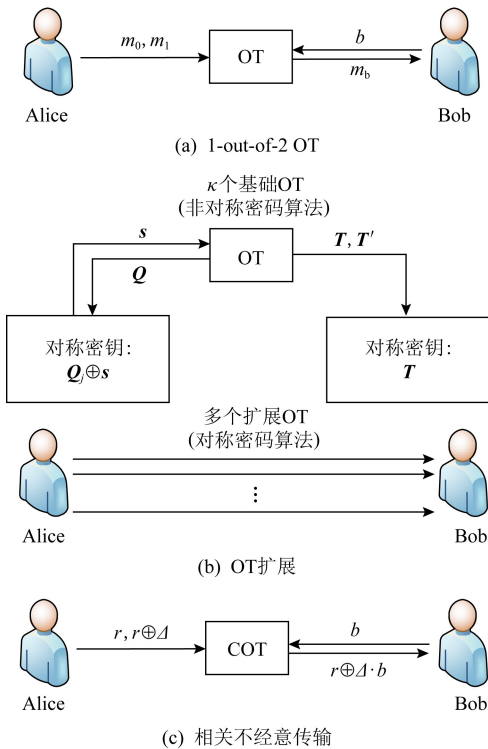 m₀, m₁
OT
b
m_b
Alice
Bob
(a) 1-out-of-2 OT
κ个基础OT
(非对称密码算法)
s
Q
OT
T, T′
对称密钥:
Q_j⊕s
对称密钥:
T
多个扩展OT
(对称密码算法)
⋮
Alice
Bob
(b) OT扩展
r, r⊕Δ
COT
b
r⊕Δ·b
Alice
Bob
(c) 相关不经意传输